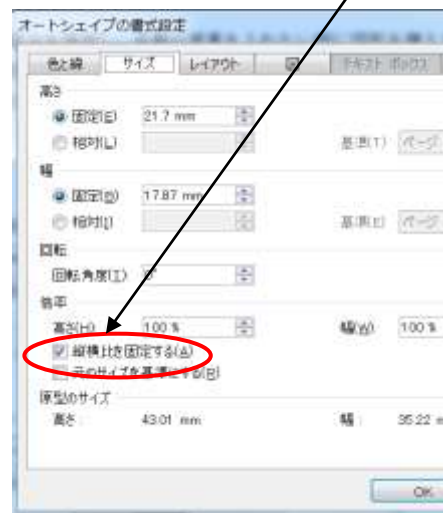 オートシェイプの書式設定
色と線 サイズ レイアウト 図 テキスト ボックス
高さ
固定(E) 21.7 mm
相対(L) 基準(T) ページ
幅
固定(B) 17.87 mm
相対(I) 基準(E) ページ
回転
回転角度(T) 0°
倍率
高さ(H) 100 % 幅(W) 100 %
縦横比を固定する(A)
元のサイズを基準にする(R)
原型のサイズ
高さ 43.01 mm 幅: 35.22 m
OK